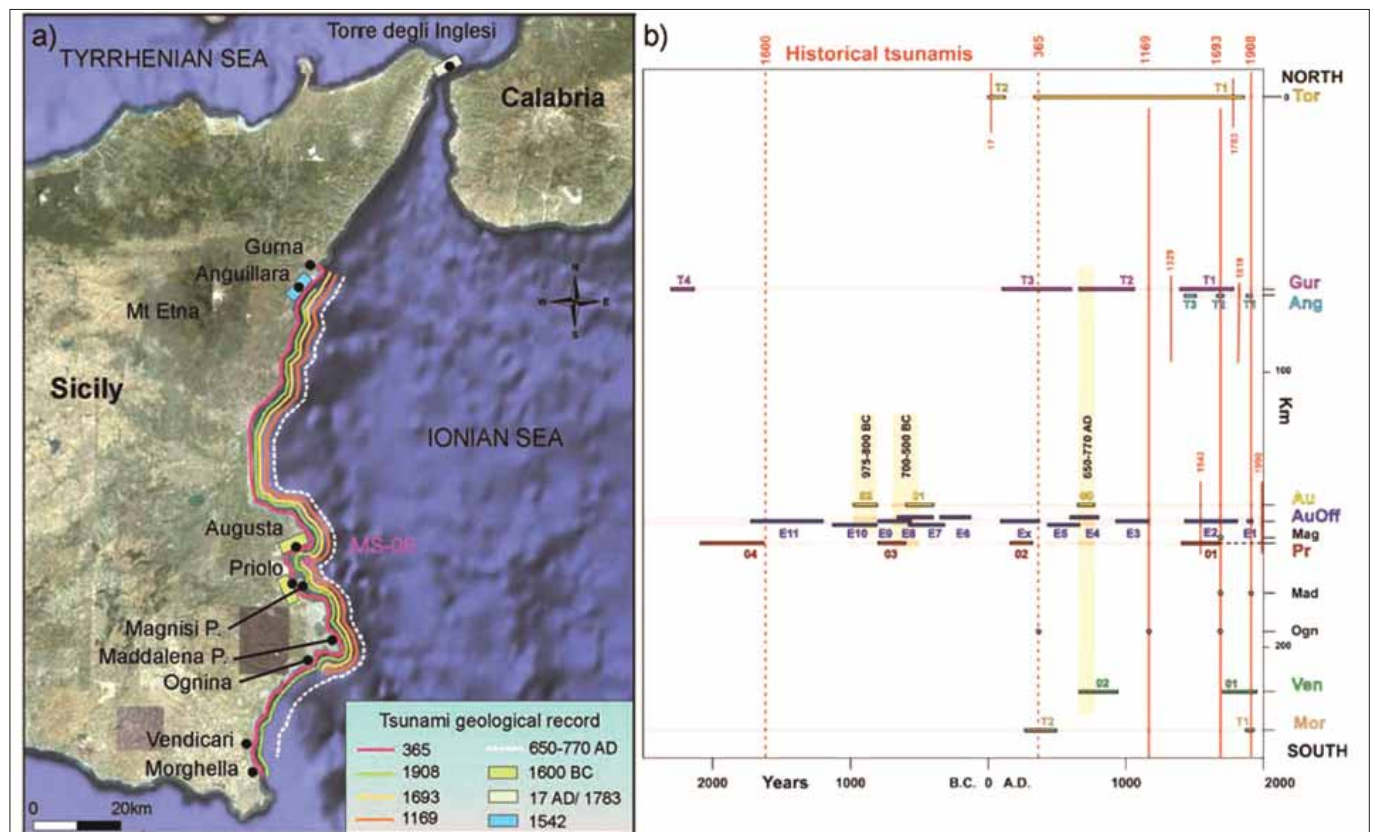 a)
Torre degli Inglesi
TYRRHENIAN SEA
Calabria
Gurna
Anguillara
Mt Etna
N
W E
S
Sicily
IONIAN SEA
Augusta
MS-06
Priolo
Magnisi P.
Maddalena P.
Ognina
Vendicari
Morghella
0 20km
Tsunami geological record
365
1908
1693
1169
650-770 AD
1600 BC
17 AD/ 1783
1542
b)
1600
Historical tsunamis
365
1169
1693
1908
NORTH
T2 T1 Tor
0
17
1783
1329
1818
T4 T3 T2 T1 Gur
T3 T2 T1 Ang
100
Km
975-800 BC
700-500 BC
650-770 AD
1542
1990
02 01 00 Au
AuOff
E11 E10 E9 E8 E7 E6 Ex E5 E4 E3 E2 E1
Mag
04 03 02 01 Pr
Mad
Ogn
200
02 01 Ven
T2 T1 Mor
SOUTH
2000 Years 1000 B.C. 0 A.D. 1000 2000